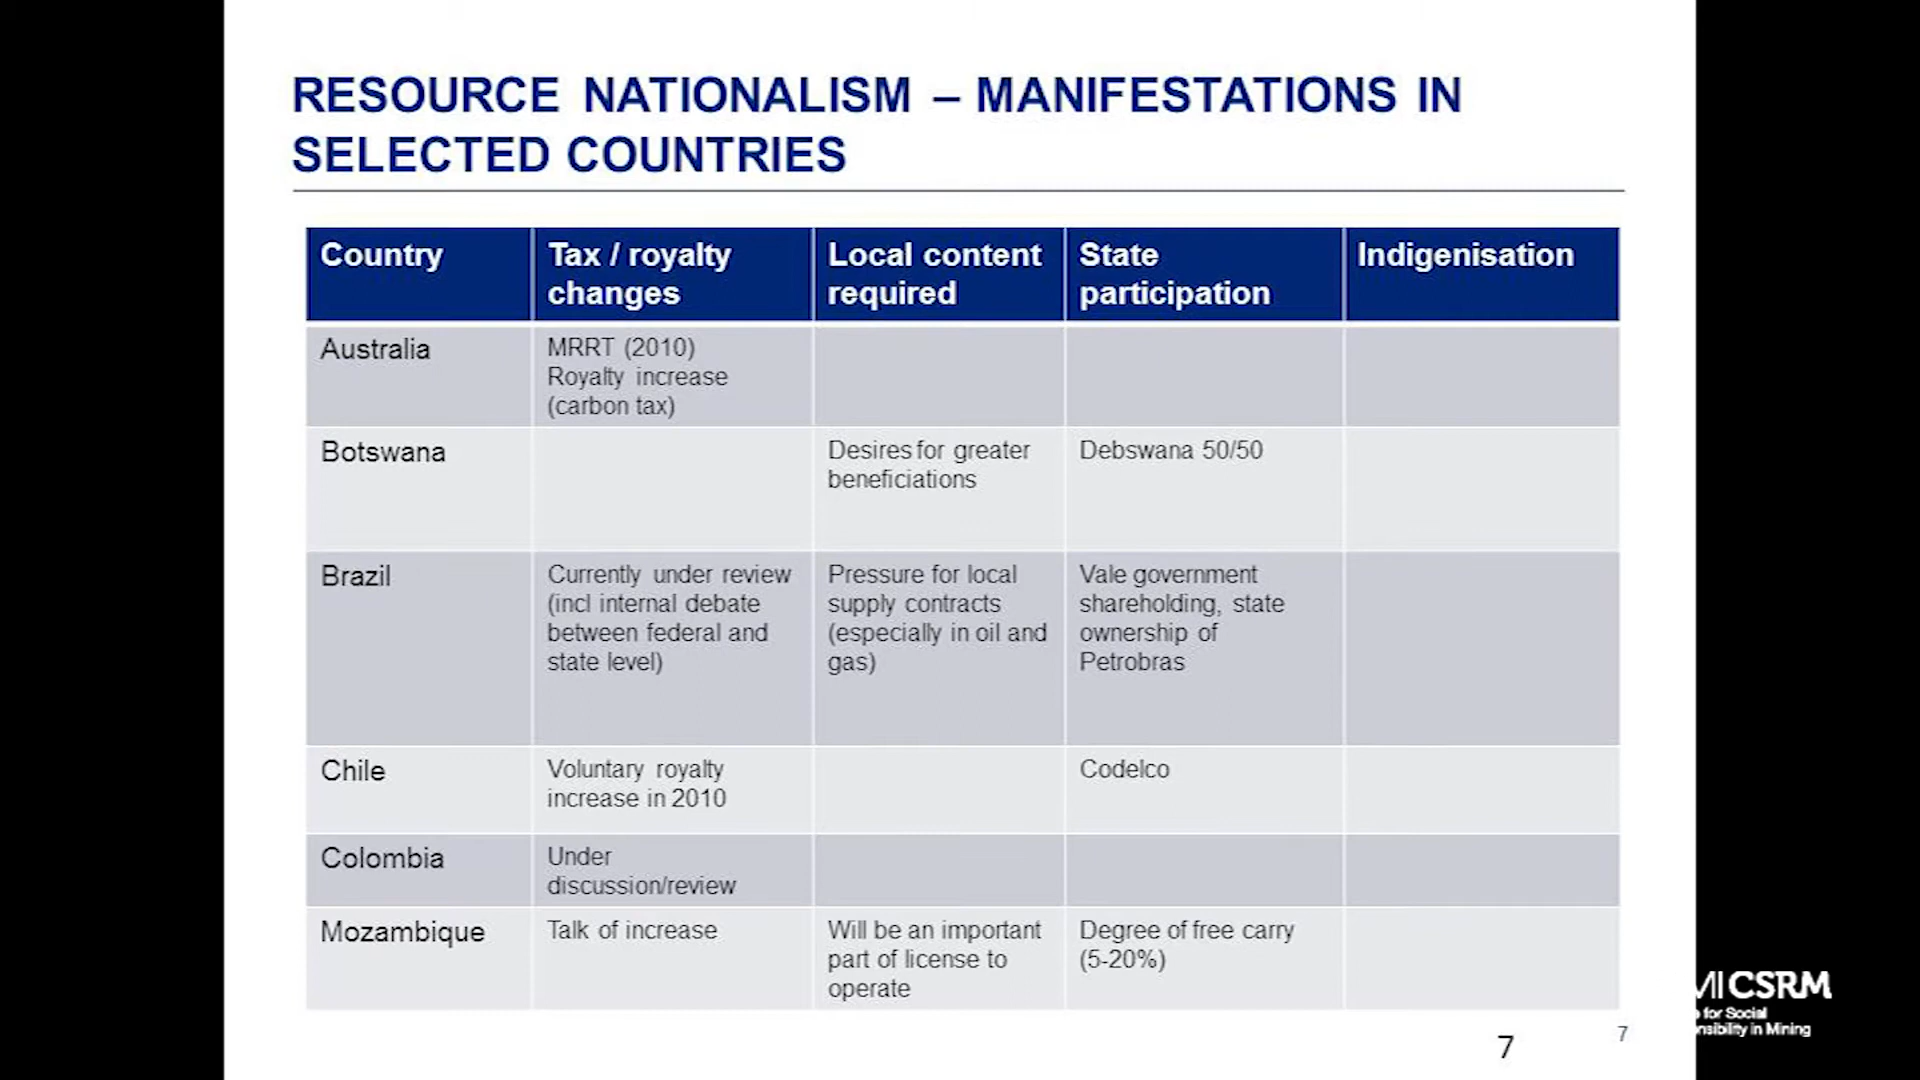 RESOURCE NATIONALISM – MANIFESTATIONS IN
SELECTED COUNTRIES
Country
Tax / royalty
changes
Local content
required
State
participation
Indigenisation
Australia
MRRT (2010)
Royalty increase
(carbon tax)
Botswana
Desires for greater
beneficiations
Debswana 50/50
Brazil
Currently under review
(incl internal debate
between federal and
state level)
Pressure for local
supply contracts
(especially in oil and
gas)
Vale government
shareholding, state
ownership of
Petrobras
Chile
Voluntary royalty
increase in 2010
Codelco
Colombia
Under
discussion/review
Mozambique
Talk of increase
Will be an important
part of license to
operate
Degree of free carry
(5-20%)
CSRM
for Social
in Mining
7
7